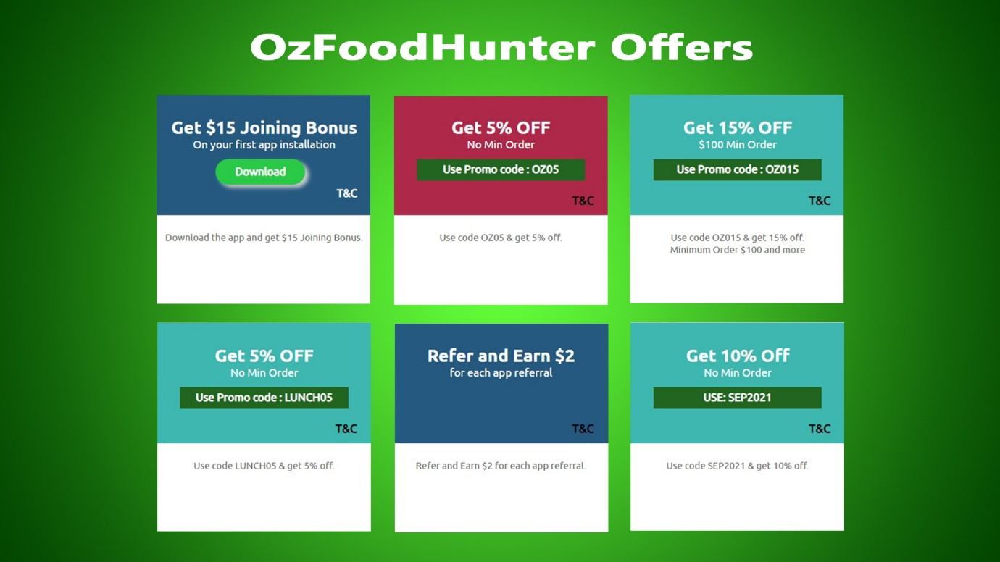 OzFoodHunter Offers
Get $15 Joining Bonus
On your first app installation
Download
T&C
Download the app and get $15 Joining Bonus.
Get 5% OFF
No Min Order
Use Promo code : OZ05
T&C
Use code OZ05 & get 5% off.
Get 15% OFF
$100 Min Order
Use Promo code : OZ015
T&C
Use code OZ015 & get 15% off.
Minimum Order $100 and more
Get 5% OFF
No Min Order
Use Promo code : LUNCH05
T&C
Use code LUNCH05 & get 5% off.
Refer and Earn $2
for each app referral
T&C
Refer and Earn $2 for each app referral.
Get 10% Off
No Min Order
USE: SEP2021
T&C
Use code SEP2021 & get 10% off.